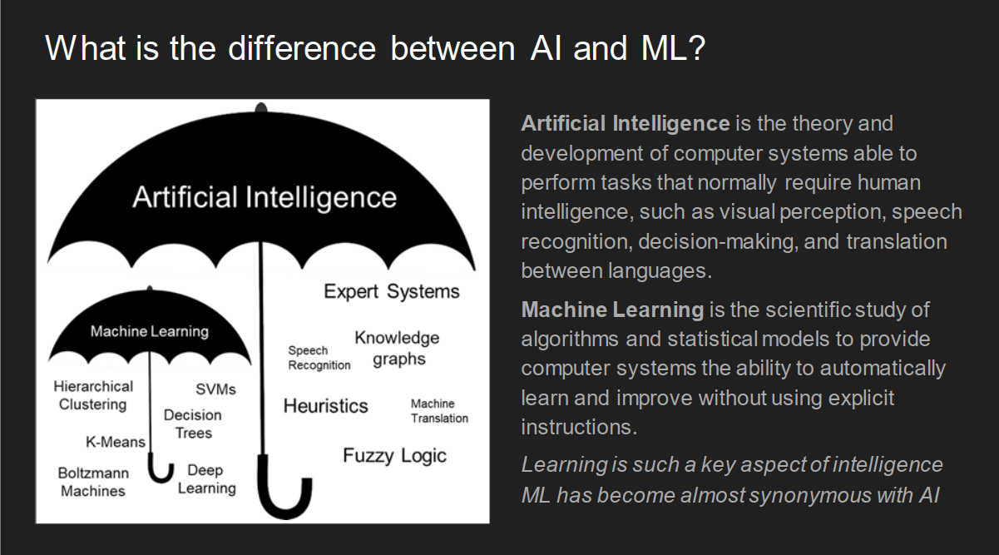 What is the difference between AI and ML?
Artificial Intelligence
Expert Systems
Speech
Recognition
Knowledge
graphs
Heuristics
Machine
Translation
Fuzzy Logic
Machine Learning
Hierarchical
Clustering
SVMs
Decision
Trees
K-Means
Boltzmann
Machines
Deep
Learning
Artificial Intelligence is the theory and
development of computer systems able to
perform tasks that normally require human
intelligence, such as visual perception, speech
recognition, decision-making, and translation
between languages.
Machine Learning is the scientific study of
algorithms and statistical models to provide
computer systems the ability to automatically
learn and improve without using explicit
instructions.
Learning is such a key aspect of intelligence
ML has become almost synonymous with AI